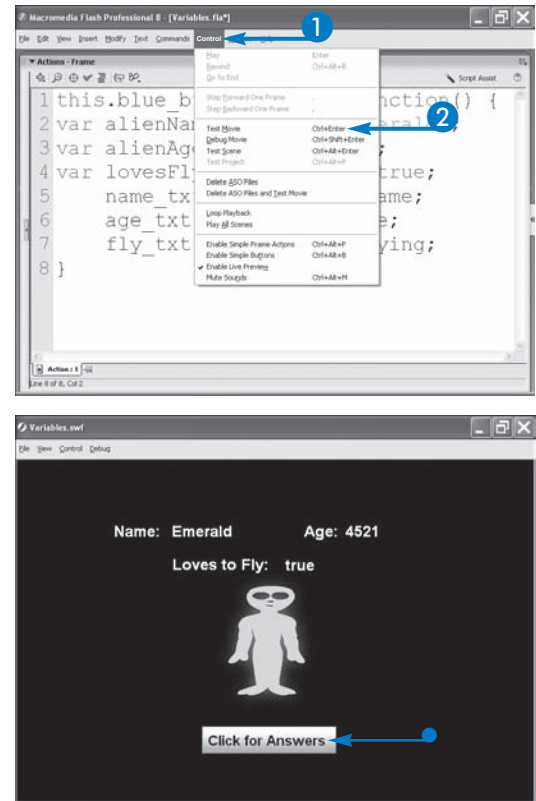 Macromedia Flash Professional 8 - [Variables.fla*]
File Edit View Insert Modify Text Commands Control
1
Actions - Frame
Script Assist
Play Enter
Rewind Ctrl+Alt+R
Go To End
Step Forward One Frame .
Step Backward One Frame ,
2
Test Movie Ctrl+Enter
Debug Movie Ctrl+Shift+Enter
Test Scene Ctrl+Alt+Enter
Test Project Ctrl+Alt+P
Delete ASO Files
Delete ASO Files and Test Movie
Loop Playback
Play All Scenes
Enable Simple Frame Actions Ctrl+Alt+F
Enable Simple Buttons Ctrl+Alt+B
Enable Live Preview
Mute Sounds Ctrl+Alt+M
1 this.blue_b nction() {
2 var alienNa
3 var alienAg ;
4 var lovesFl true;
5 name_tx ame;
6 age_txt e;
7 fly_txt ying;
8 }
Action : 1
Line 8 of 8, Col 2
Variables.swf
File View Control Debug
Name: Emerald Age: 4521
Loves to Fly: true
Click for Answers